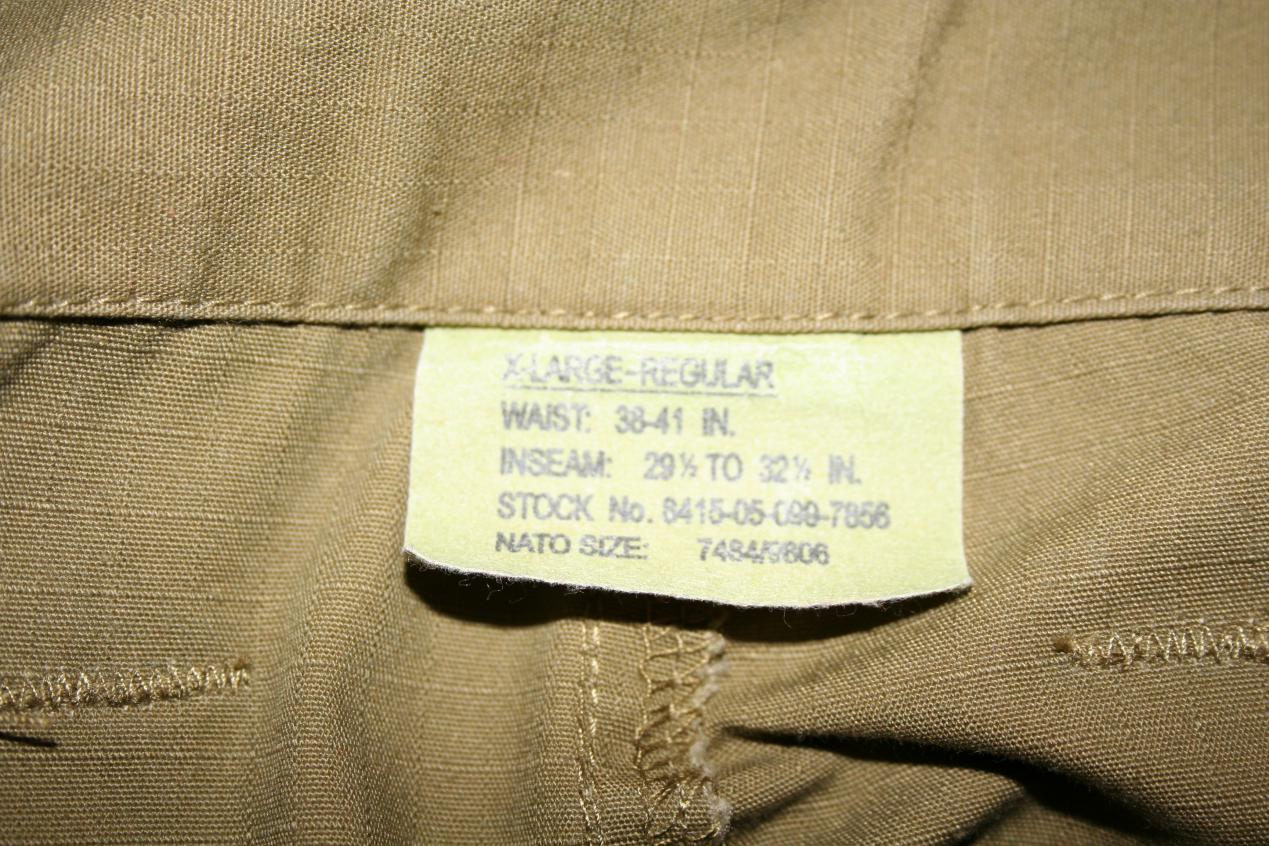 X-LARGE-REGULAR
WAIST: 38-41 IN.
INSEAM: 29½ TO 32½ IN.
STOCK No. 8415-05-099-7856
NATO SIZE: 7484/9606